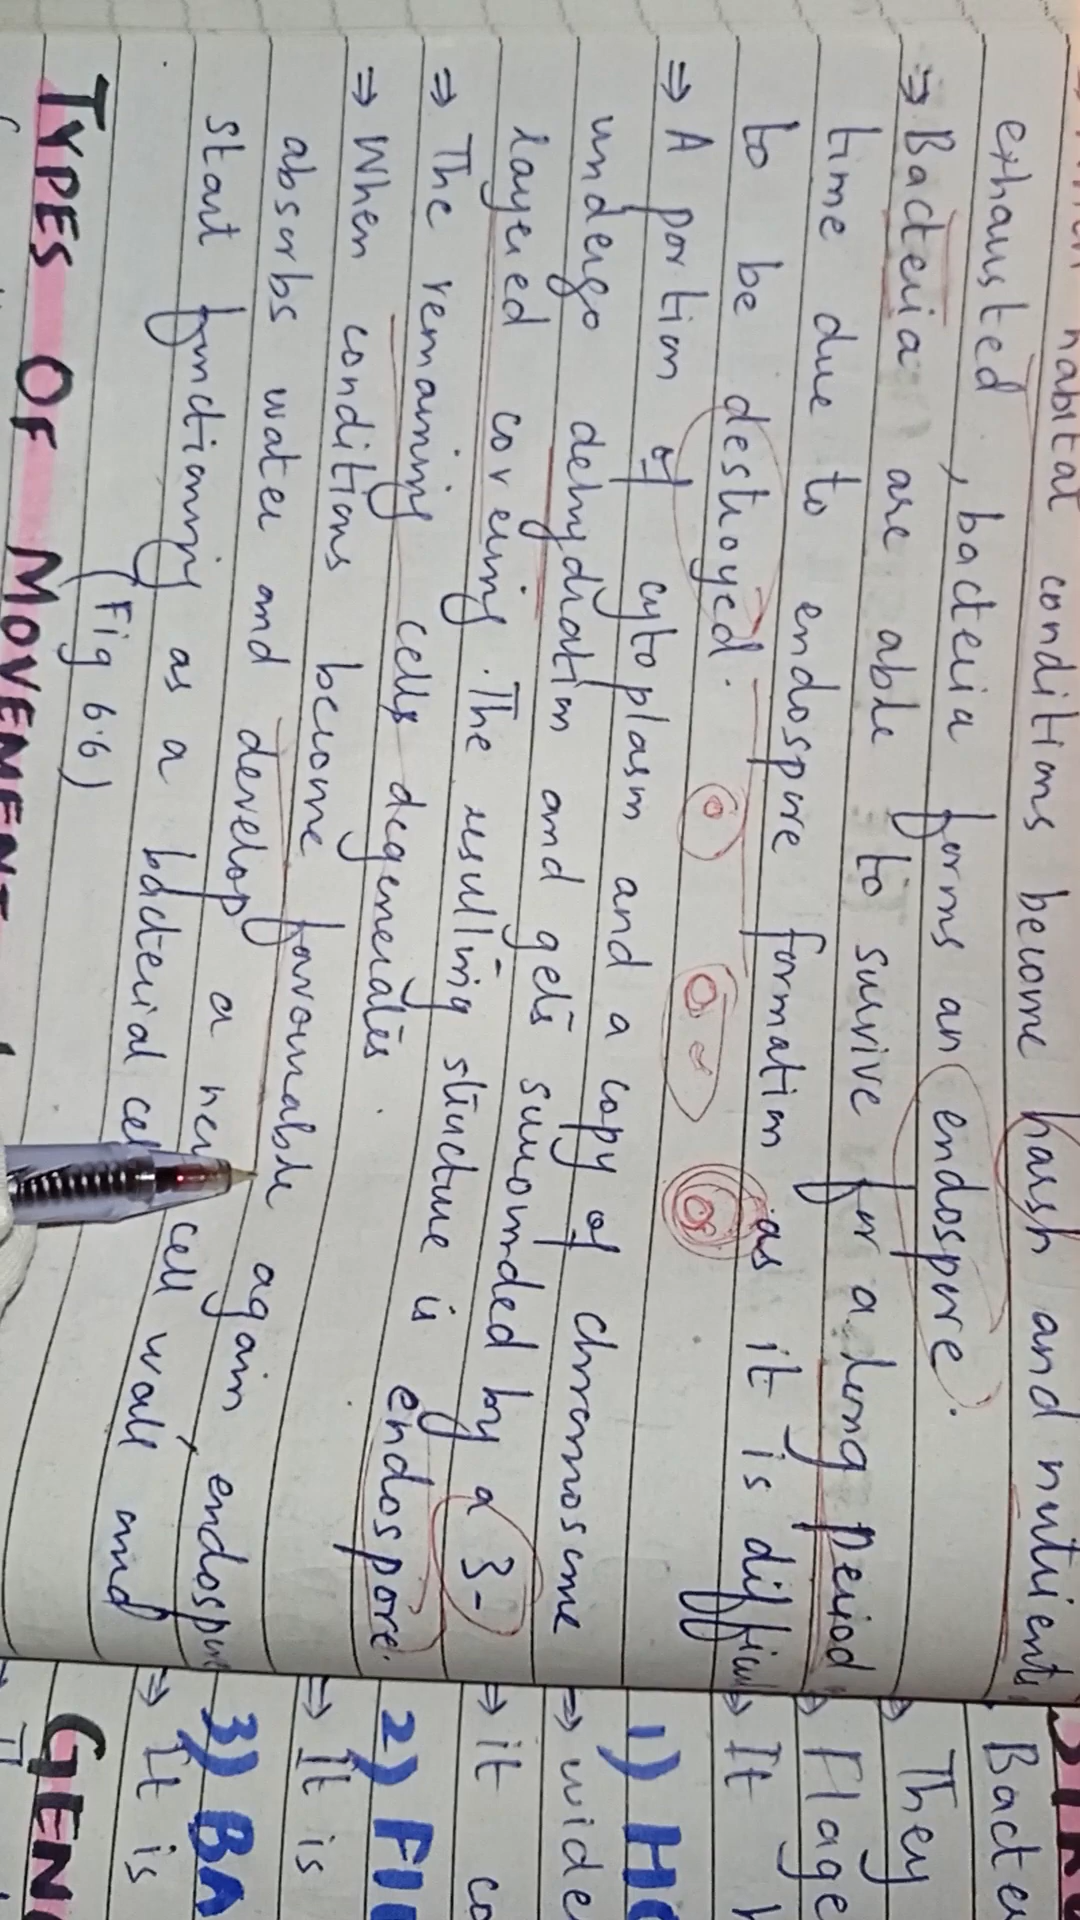 habitat conditions become harsh and nutrients
exhausted, bacteria forms an endospore.
⇒ Bacteria are able to survive for a long period
time due to endospore formation as it is difficult
to be destroyed.
⇒ A portion of cytoplasm and a copy of chromosome
undergo dehydration and gets surrounded by a 3-
layered covering. The resulting structure is endospore.
⇒ The remaining cells degenerates.
⇒ When conditions become favourable again, endospore
absorbs water and develop a new cell wall and
start functioning as a bacterial cell
(Fig 6.6)
TYPES OF MOVEMENT
Bacte
⇒ They
⇒ Flage
⇒ It h
1) H
⇒ wide
⇒ it co
2) FI
⇒ It is
3) BA
⇒ It is
GEN